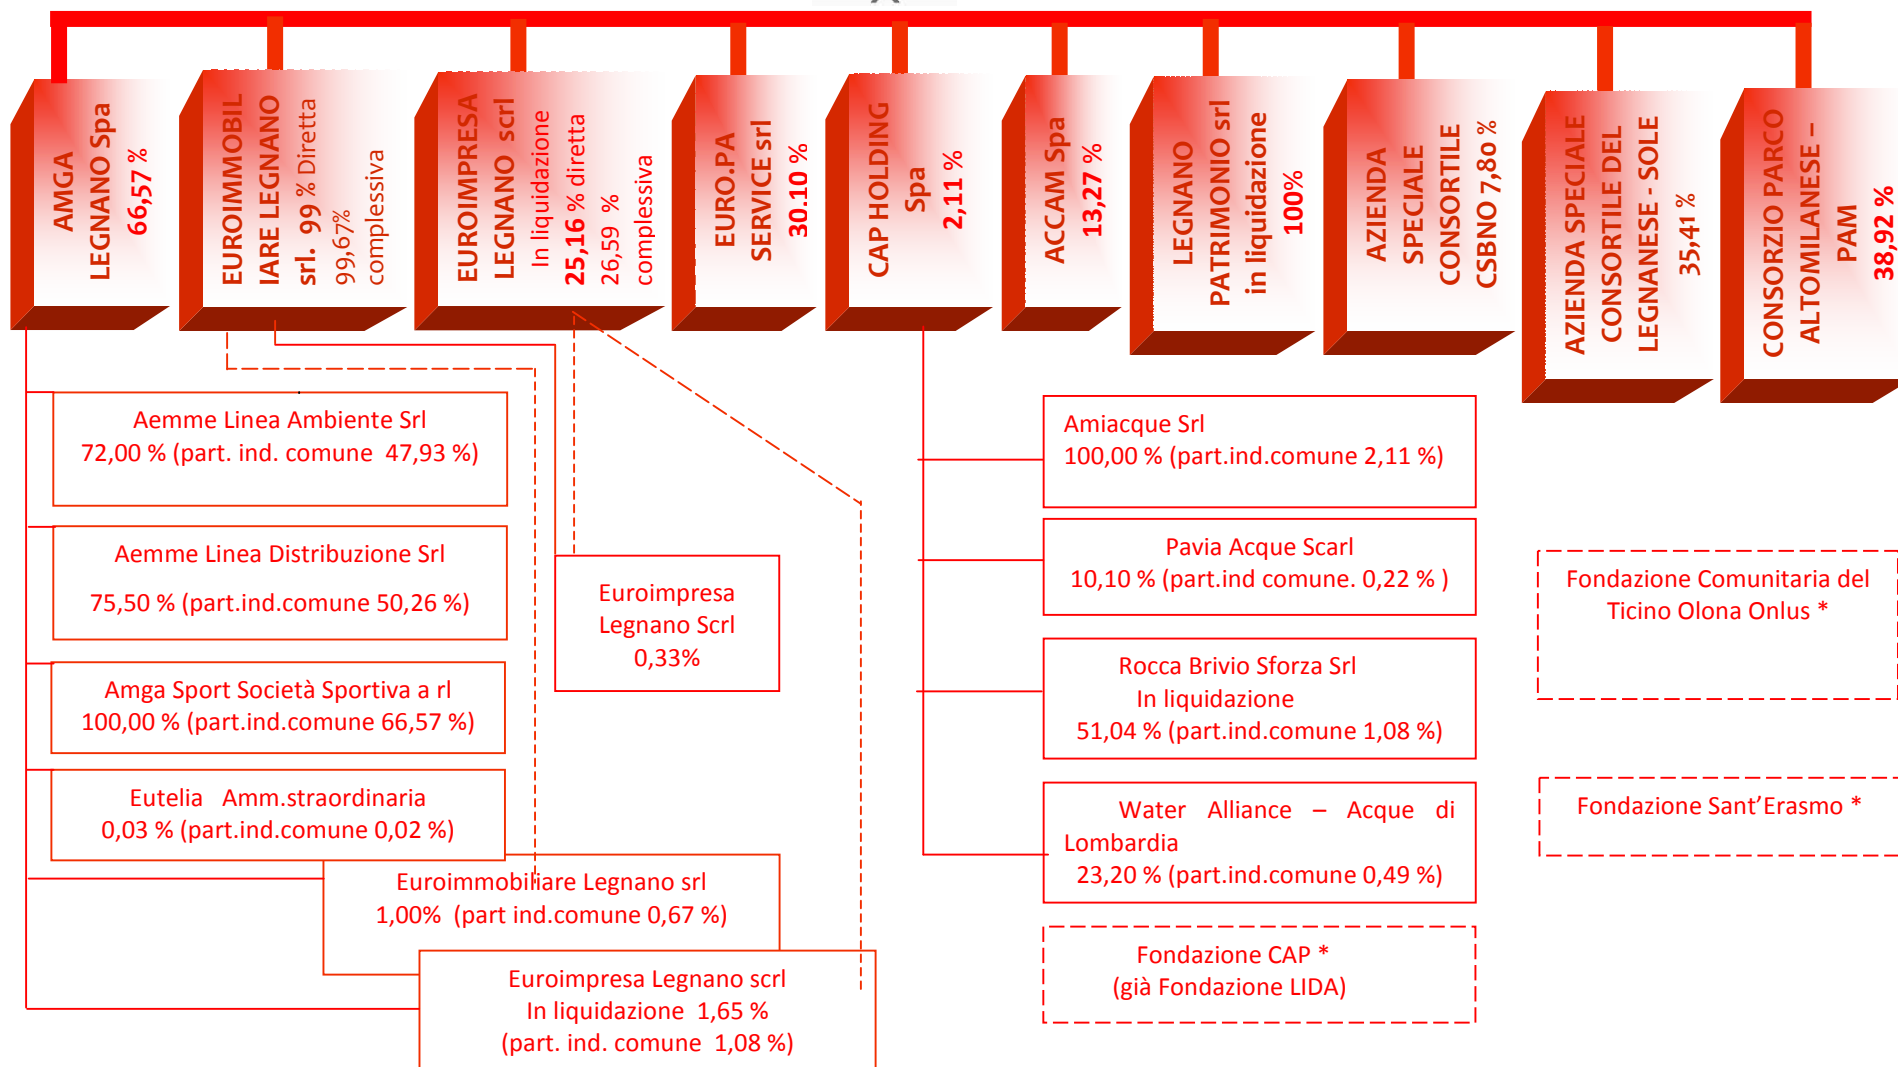 AMGA
LEGNANO Spa
66,57 %
EUROIMMOBIL
IARE LEGNANO
srl. 99 % Diretta
99,67%
complessiva
EUROIMPRESA
LEGNANO scrl
In liquidazione
25,16 % diretta
26,59 %
complessiva
EURO.PA
SERVICE srl
30.10 %
CAP HOLDING
Spa
2,11 %
ACCAM Spa
13,27 %
LEGNANO
PATRIMONIO srl
in liquidazione
100%
AZIENDA
SPECIALE
CONSORTILE
CSBNO 7,80 %
AZIENDA SPECIALE
CONSORTILE DEL
LEGNANESE - SOLE
35,41 %
CONSORZIO PARCO
ALTOMILANESE –
PAM
38,92 %
Aemme Linea Ambiente Srl
72,00 % (part. ind. comune 47,93 %)
Aemme Linea Distribuzione Srl
75,50 % (part.ind.comune 50,26 %)
Amga Sport Società Sportiva a rl
100,00 % (part.ind.comune 66,57 %)
Eutelia Amm.straordinaria
0,03 % (part.ind.comune 0,02 %)
Euroimmobiliare Legnano srl
1,00% (part ind.comune 0,67 %)
Euroimpresa Legnano scrl
In liquidazione 1,65 %
(part. ind. comune 1,08 %)
Euroimpresa
Legnano Scrl
0,33%
Amiacque Srl
100,00 % (part.ind.comune 2,11 %)
Pavia Acque Scarl
10,10 % (part.ind comune. 0,22 % )
Rocca Brivio Sforza Srl
In liquidazione
51,04 % (part.ind.comune 1,08 %)
Water Alliance – Acque di
Lombardia
23,20 % (part.ind.comune 0,49 %)
Fondazione CAP *
(già Fondazione LIDA)
Fondazione Comunitaria del
Ticino Olona Onlus *
Fondazione Sant’Erasmo *